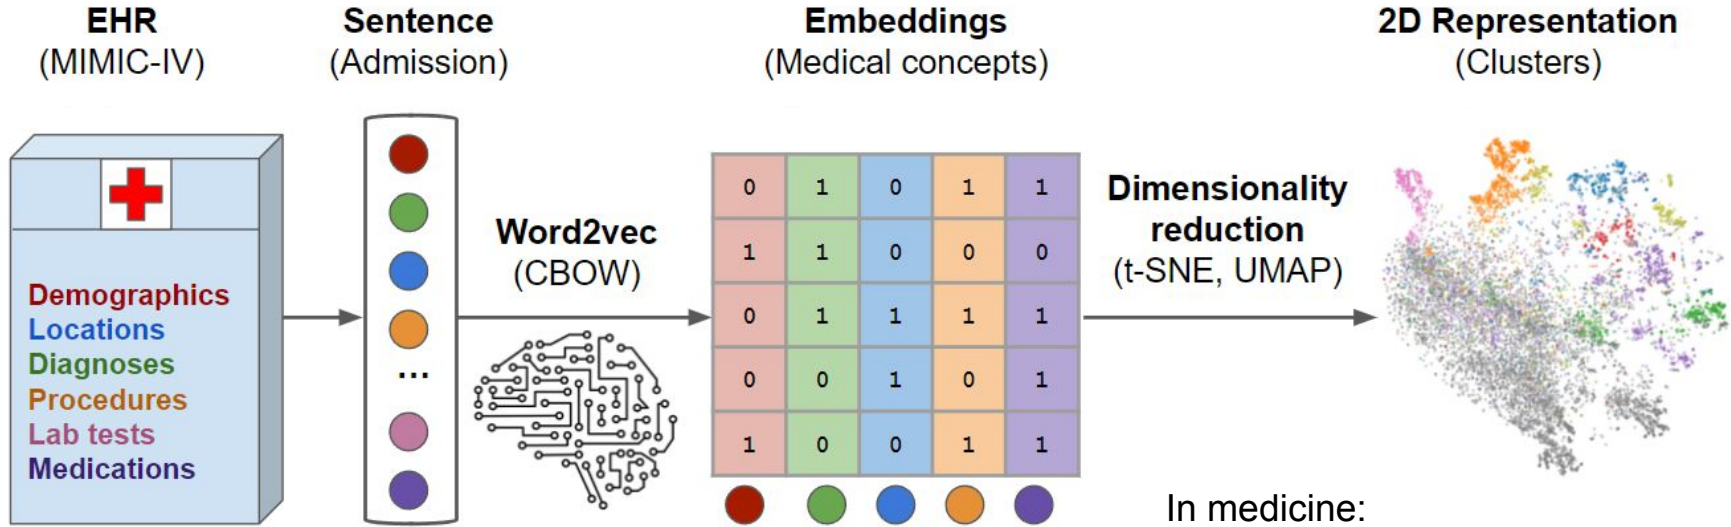 EHR
(MIMIC-IV)
Demographics
Locations
Diagnoses
Procedures
Lab tests
Medications
Sentence
(Admission)
...
Word2vec
(CBOW)
Embeddings
(Medical concepts)
0 1 0 1 1
1 1 0 0 0
0 1 1 1 1
0 0 1 0 1
1 0 0 1 1
Dimensionality
reduction
(t-SNE, UMAP)
2D Representation
(Clusters)
In medicine: